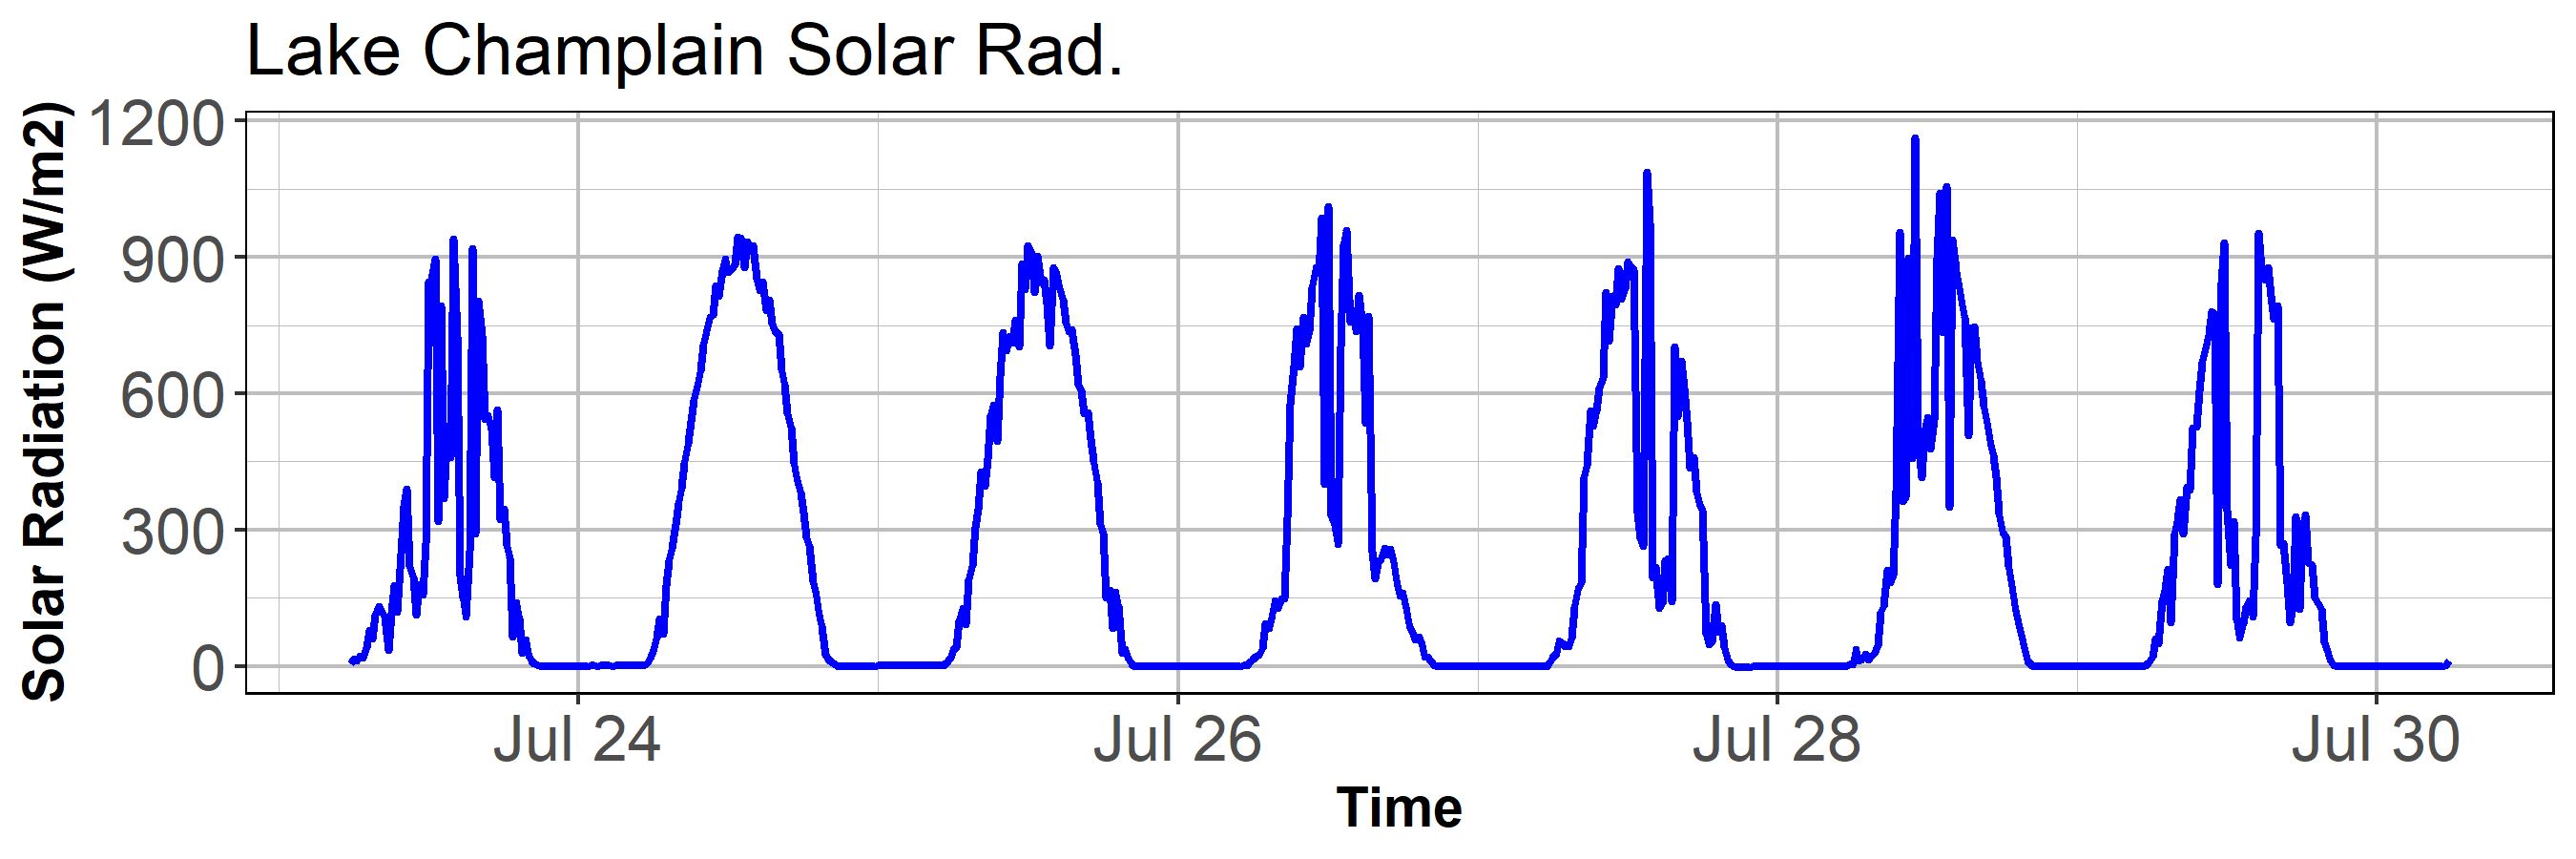 Lake Champlain Solar Rad.
Solar Radiation (W/m2)
1200
900
600
300
0
Jul 24 Jul 26 Jul 28 Jul 30
Time